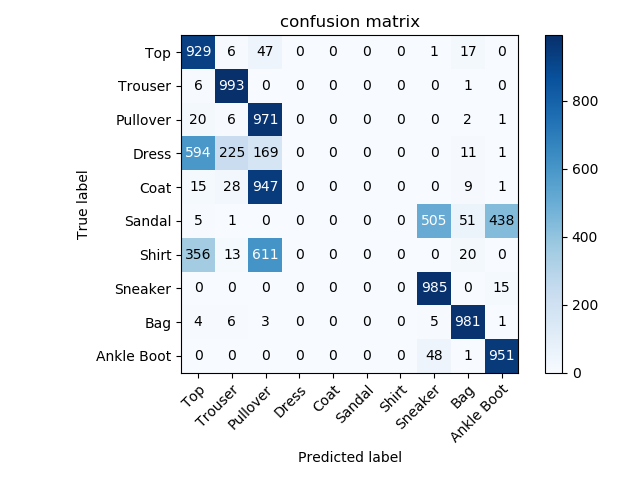 confusion matrix
Top 929 6 47 0 0 0 0 1 17 0
Trouser 6 993 0 0 0 0 0 0 1 0
Pullover 20 6 971 0 0 0 0 0 2 1
Dress 594 225 169 0 0 0 0 0 11 1
Coat 15 28 947 0 0 0 0 0 9 1
Sandal 5 1 0 0 0 0 0 505 51 438
Shirt 356 13 611 0 0 0 0 0 20 0
Sneaker 0 0 0 0 0 0 0 985 0 15
Bag 4 6 3 0 0 0 0 5 981 1
Ankle Boot 0 0 0 0 0 0 0 48 1 951
True label
Top Trouser Pullover Dress Coat Sandal Shirt Sneaker Bag Ankle Boot
Predicted label
800
600
400
200
0